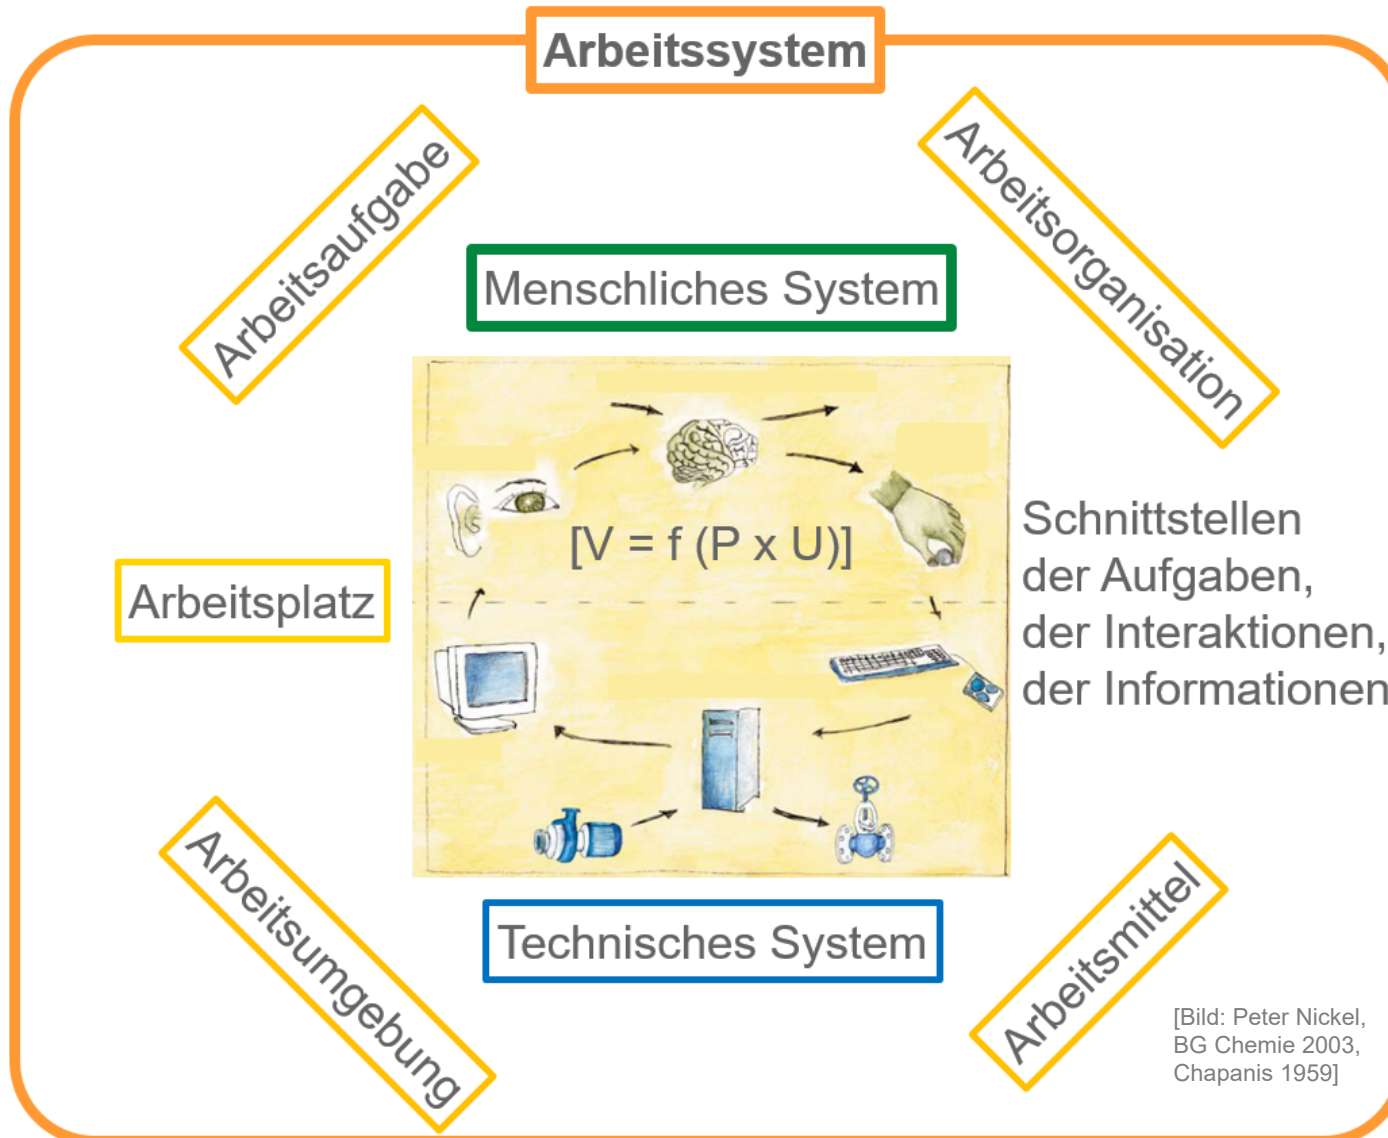 Arbeitssystem
Arbeitsaufgabe
Arbeitsorganisation
Menschliches System
[V = f (P x U)]
Schnittstellen
der Aufgaben,
der Interaktionen,
der Informationen
Arbeitsplatz
Technisches System
Arbeitsumgebung
Arbeitsmittel
[Bild: Peter Nickel,
BG Chemie 2003,
Chapanis 1959]